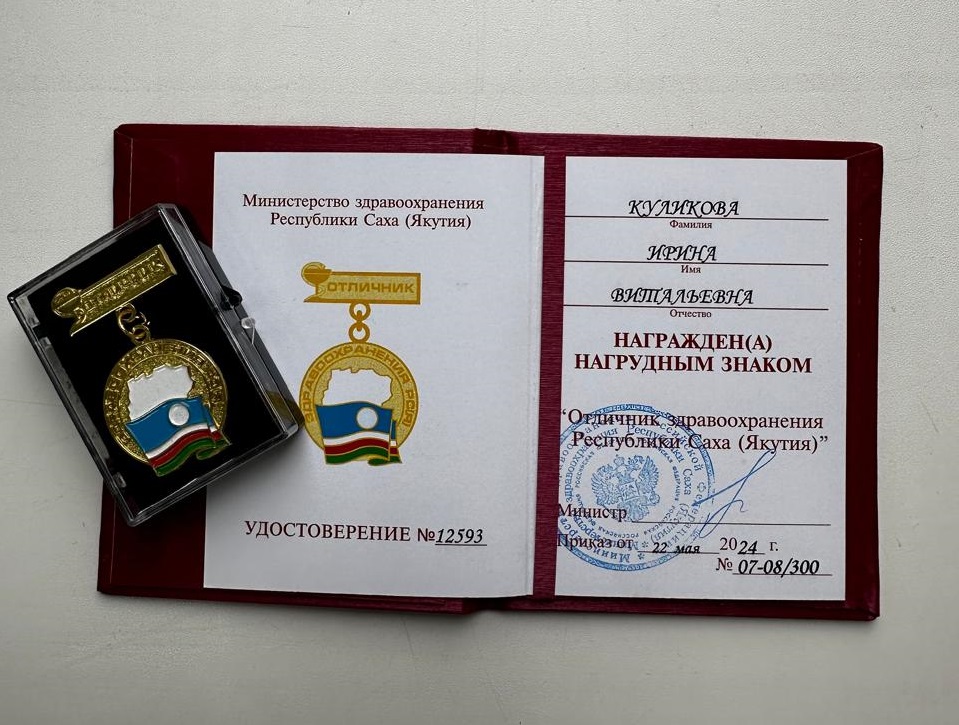 Министерство здравоохранения
Республики Саха (Якутия)
ОТЛИЧНИК
ЗДРАВООХРАНЕНИЯ РС(Я)
УДОСТОВЕРЕНИЕ №12593
КУЛИКОВА
Фамилия
ИРИНА
Имя
ВИТАЛЬЕВНА
Отчество
НАГРАЖДЕН(А)
НАГРУДНЫМ ЗНАКОМ
“Отличник здравоохранения
Республики Саха (Якутия)”
Министр
Приказ от 22 мая 2024 г.
№ 07-08/300